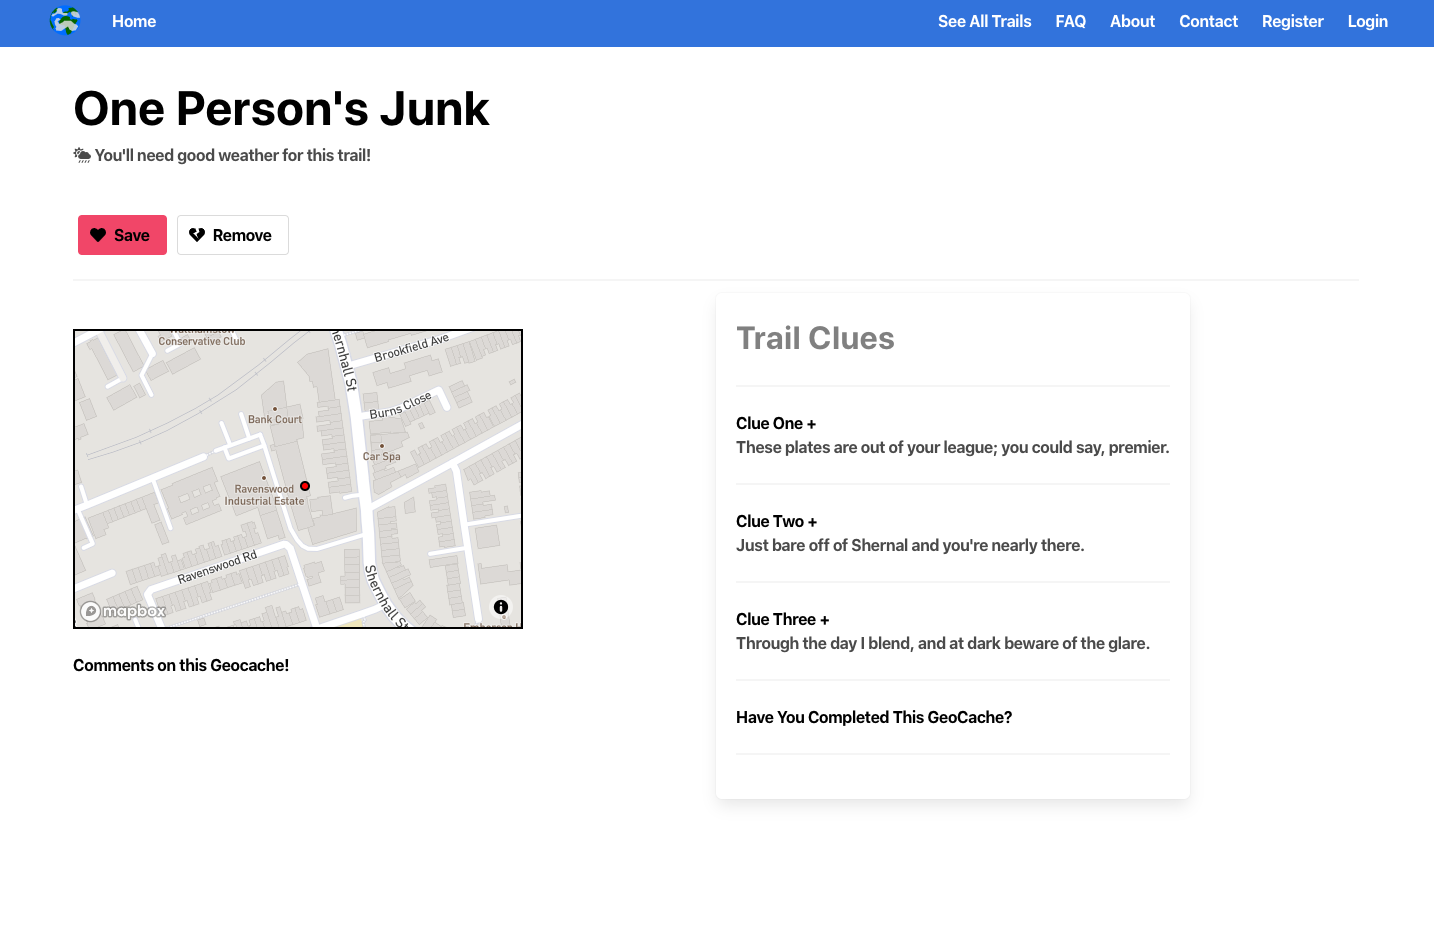 Home
See All Trails
FAQ
About
Contact
Register
Login
One Person's Junk
You'll need good weather for this trail!
Save
Remove
Conservative Club
Shernhall St
Brookfield Ave
Bank Court
Burns Close
Car Spa
Ravenswood
Industrial Estate
Ravenswood Rd
Shernhall St
mapbox
Comments on this Geocache!
Trail Clues
Clue One +
These plates are out of your league; you could say, premier.
Clue Two +
Just bare off of Shernal and you're nearly there.
Clue Three +
Through the day I blend, and at dark beware of the glare.
Have You Completed This GeoCache?